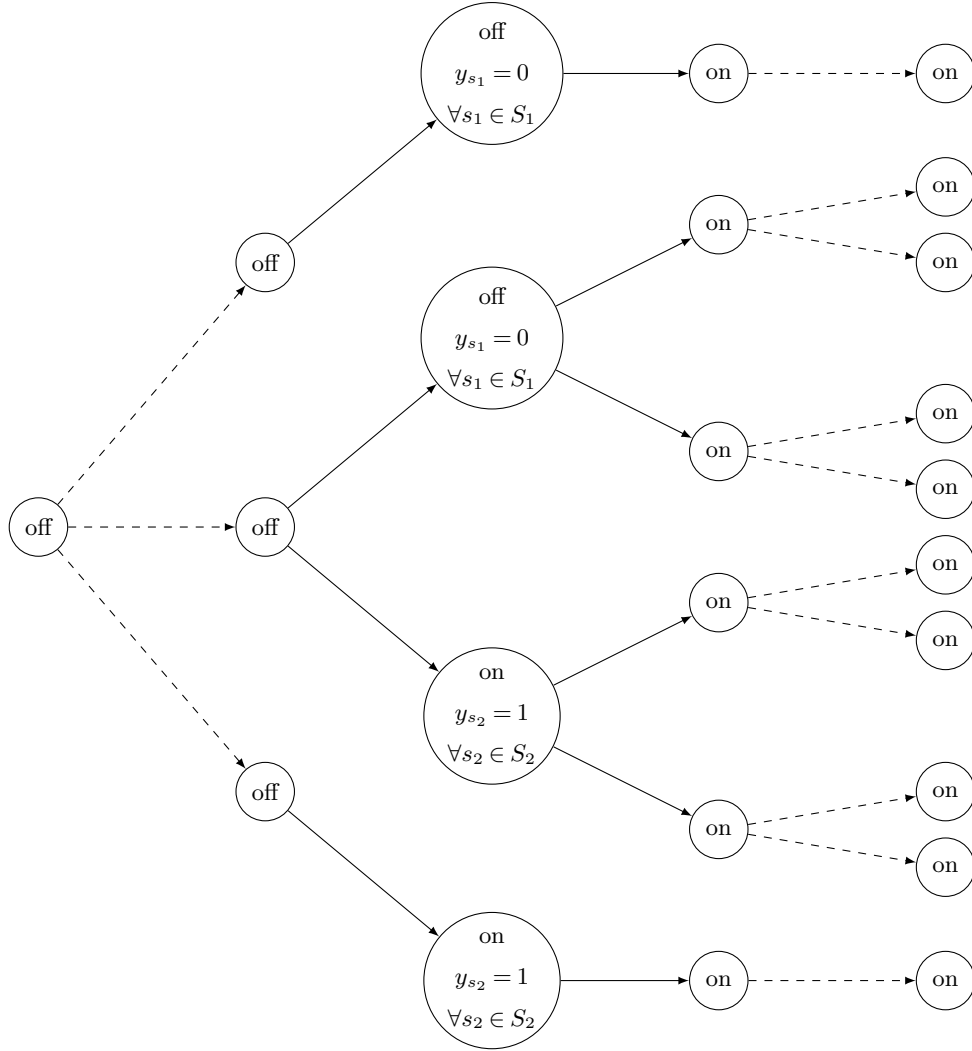 off
y_{s_1} = 0
∀s_1 ∈ S_1
on
on
on
on
on
off
off
y_{s_1} = 0
∀s_1 ∈ S_1
on
on
on
off
off
on
on
on
on
y_{s_2} = 1
∀s_2 ∈ S_2
off
on
on
on
on
y_{s_2} = 1
∀s_2 ∈ S_2
on
on